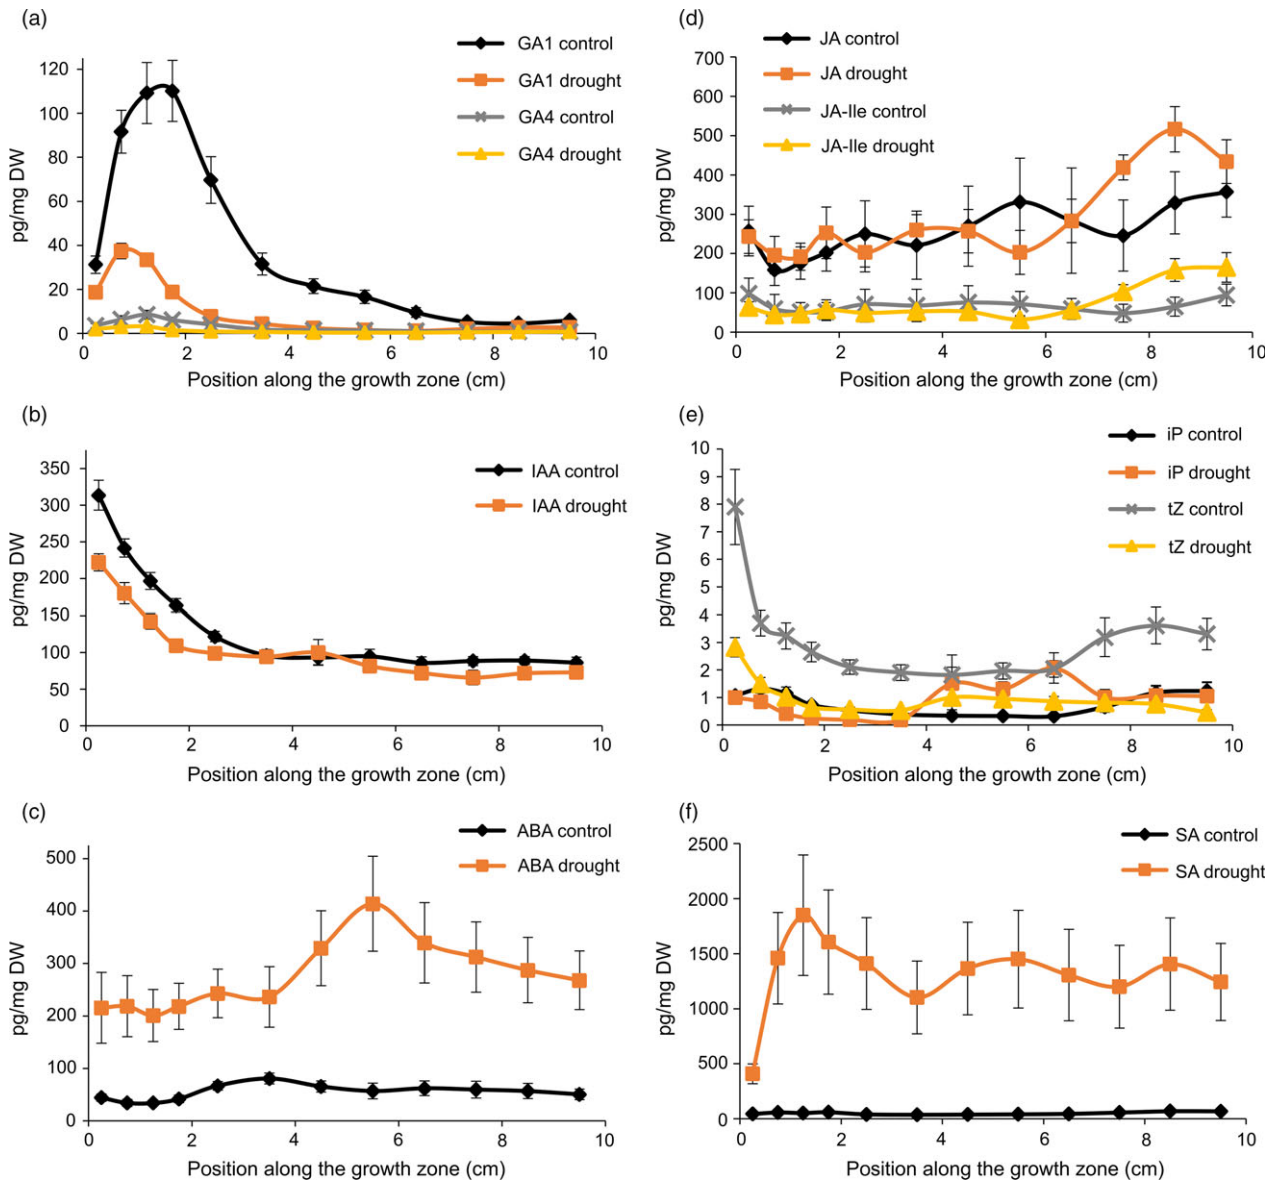 (a)
GA1 control
GA1 drought
GA4 control
GA4 drought
pg/mg DW
120
100
80
60
40
20
0
0 2 4 6 8 10
Position along the growth zone (cm)
(d)
JA control
JA drought
JA-Ile control
JA-Ile drought
pg/mg DW
700
600
500
400
300
200
100
0
0 2 4 6 8 10
Position along the growth zone (cm)
(b)
IAA control
IAA drought
pg/mg DW
350
300
250
200
150
100
50
0
0 2 4 6 8 10
Position along the growth zone (cm)
(e)
iP control
iP drought
tZ control
tZ drought
pg/mg DW
10
9
8
7
6
5
4
3
2
1
0
0 2 4 6 8 10
Position along the growth zone (cm)
(c)
ABA control
ABA drought
pg/mg DW
500
400
300
200
100
0
0 2 4 6 8 10
Position along the growth zone (cm)
(f)
SA control
SA drought
pg/mg DW
2500
2000
1500
1000
500
0
0 2 4 6 8 10
Position along the growth zone (cm)